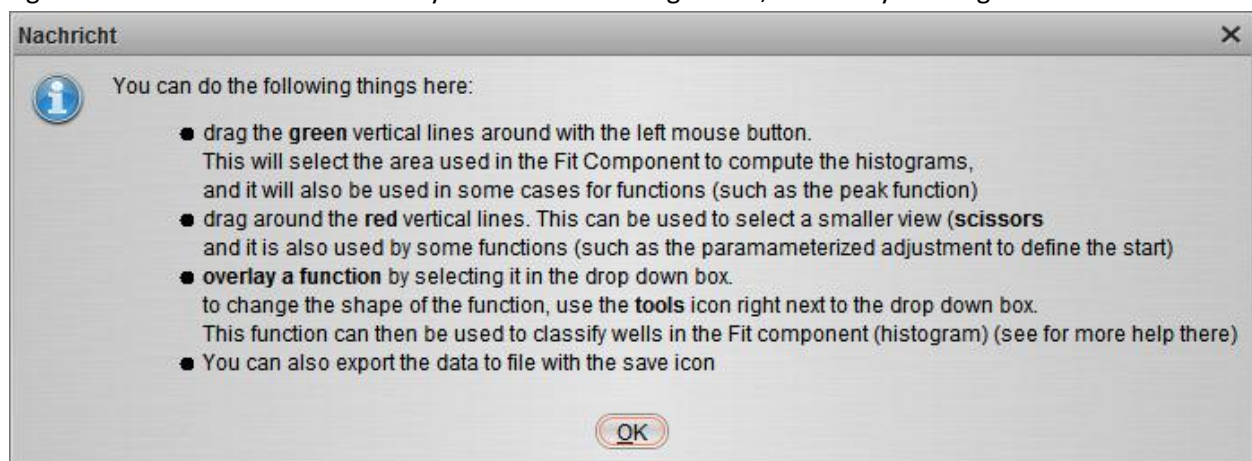 Nachricht
You can do the following things here:
drag the green vertical lines around with the left mouse button.
This will select the area used in the Fit Component to compute the histograms,
and it will also be used in some cases for functions (such as the peak function)
drag around the red vertical lines. This can be used to select a smaller view (scissors
and it is also used by some functions (such as the paramameterized adjustment to define the start)
overlay a function by selecting it in the drop down box.
to change the shape of the function, use the tools icon right next to the drop down box.
This function can then be used to classify wells in the Fit component (histogram) (see for more help there)
You can also export the data to file with the save icon
OK